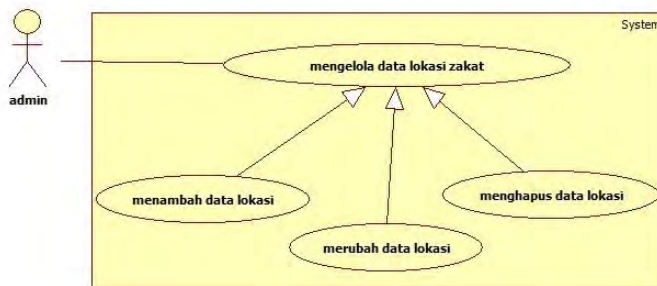 System
mengelola data lokasi zakat
admin
menambah data lokasi
menghapus data lokasi
merubah data lokasi